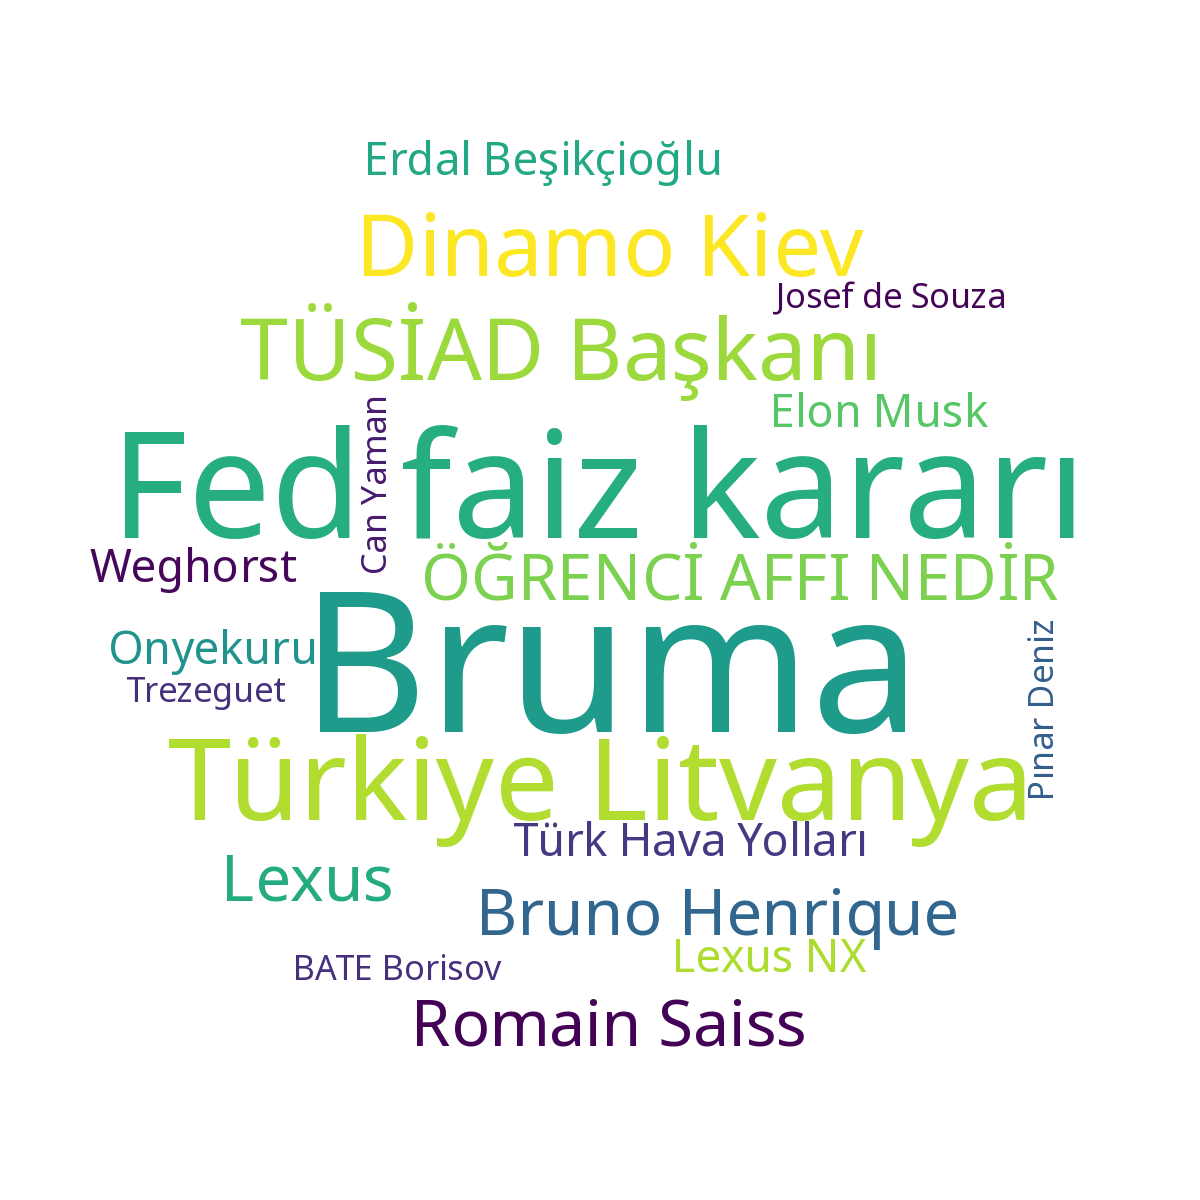 Erdal Beşikçioğlu
Dinamo Kiev
Josef de Souza
TÜSİAD Başkanı
Elon Musk
Can Yaman
Fed faiz kararı
Weghorst
ÖĞRENCİ AFFI NEDİR
Bruma
Onyekuru
Trezeguet
Pınar Deniz
Türkiye Litvanya
Türk Hava Yolları
Lexus
Bruno Henrique
Lexus NX
BATE Borisov
Romain Saiss